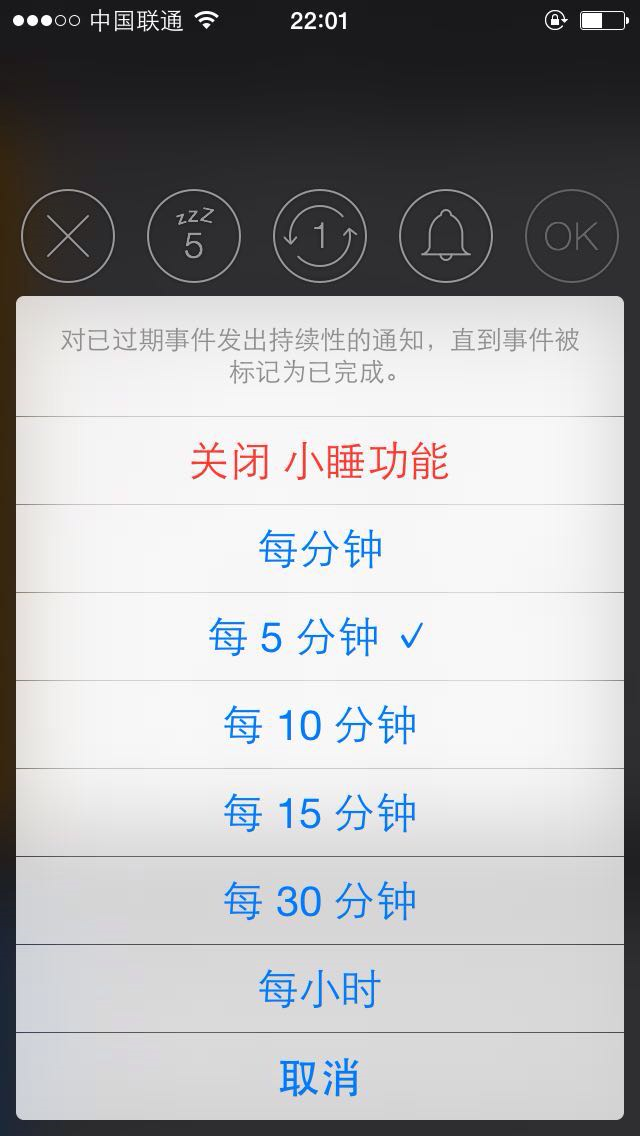 中国联通 22:01
zzZ
5
1
OK
对已过期事件发出持续性的通知，直到事件被
标记为已完成。
关闭 小睡功能
每分钟
每 5 分钟 ✓
每 10 分钟
每 15 分钟
每 30 分钟
每小时
取消